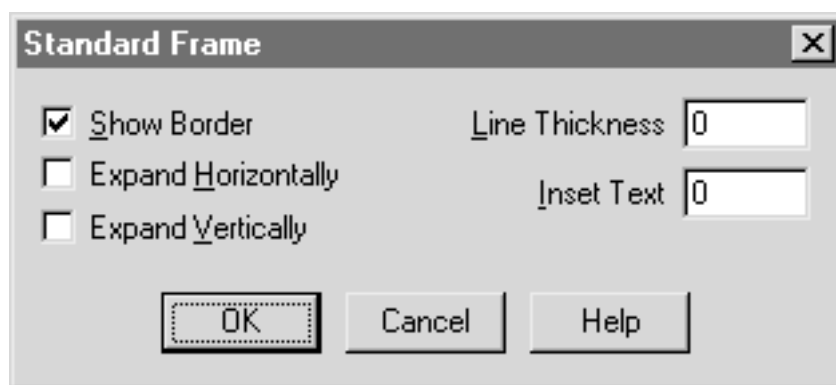 Standard Frame
Show Border
Line Thickness 0
Expand Horizontally
Inset Text 0
Expand Vertically
OK Cancel Help